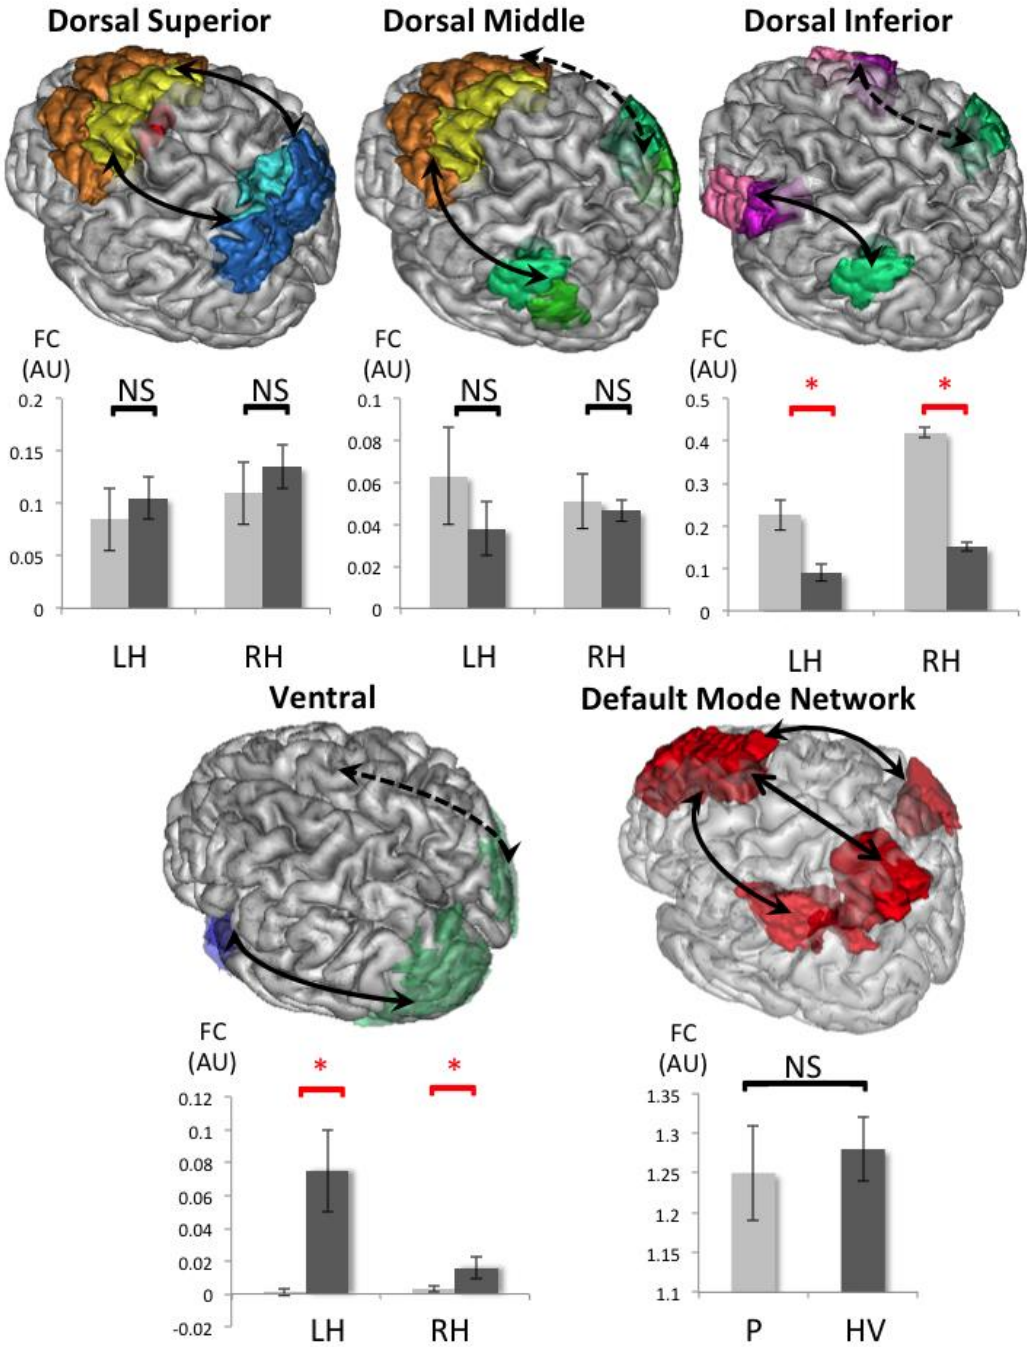 Dorsal Superior
Dorsal Middle
Dorsal Inferior
FC
(AU)
0.2
0.15
0.1
0.05
0
NS
NS
LH
RH
FC
(AU)
0.1
0.08
0.06
0.04
0.02
0.00
NS
NS
LH
RH
FC
(AU)
0.5
0.4
0.3
0.2
0.1
0
*
*
LH
RH
Ventral
Default Mode Network
FC
(AU)
0.12
0.1
0.08
0.06
0.04
0.02
0
-0.02
*
*
LH
RH
FC
(AU)
1.35
1.3
1.25
1.2
1.15
1.1
NS
P
HV